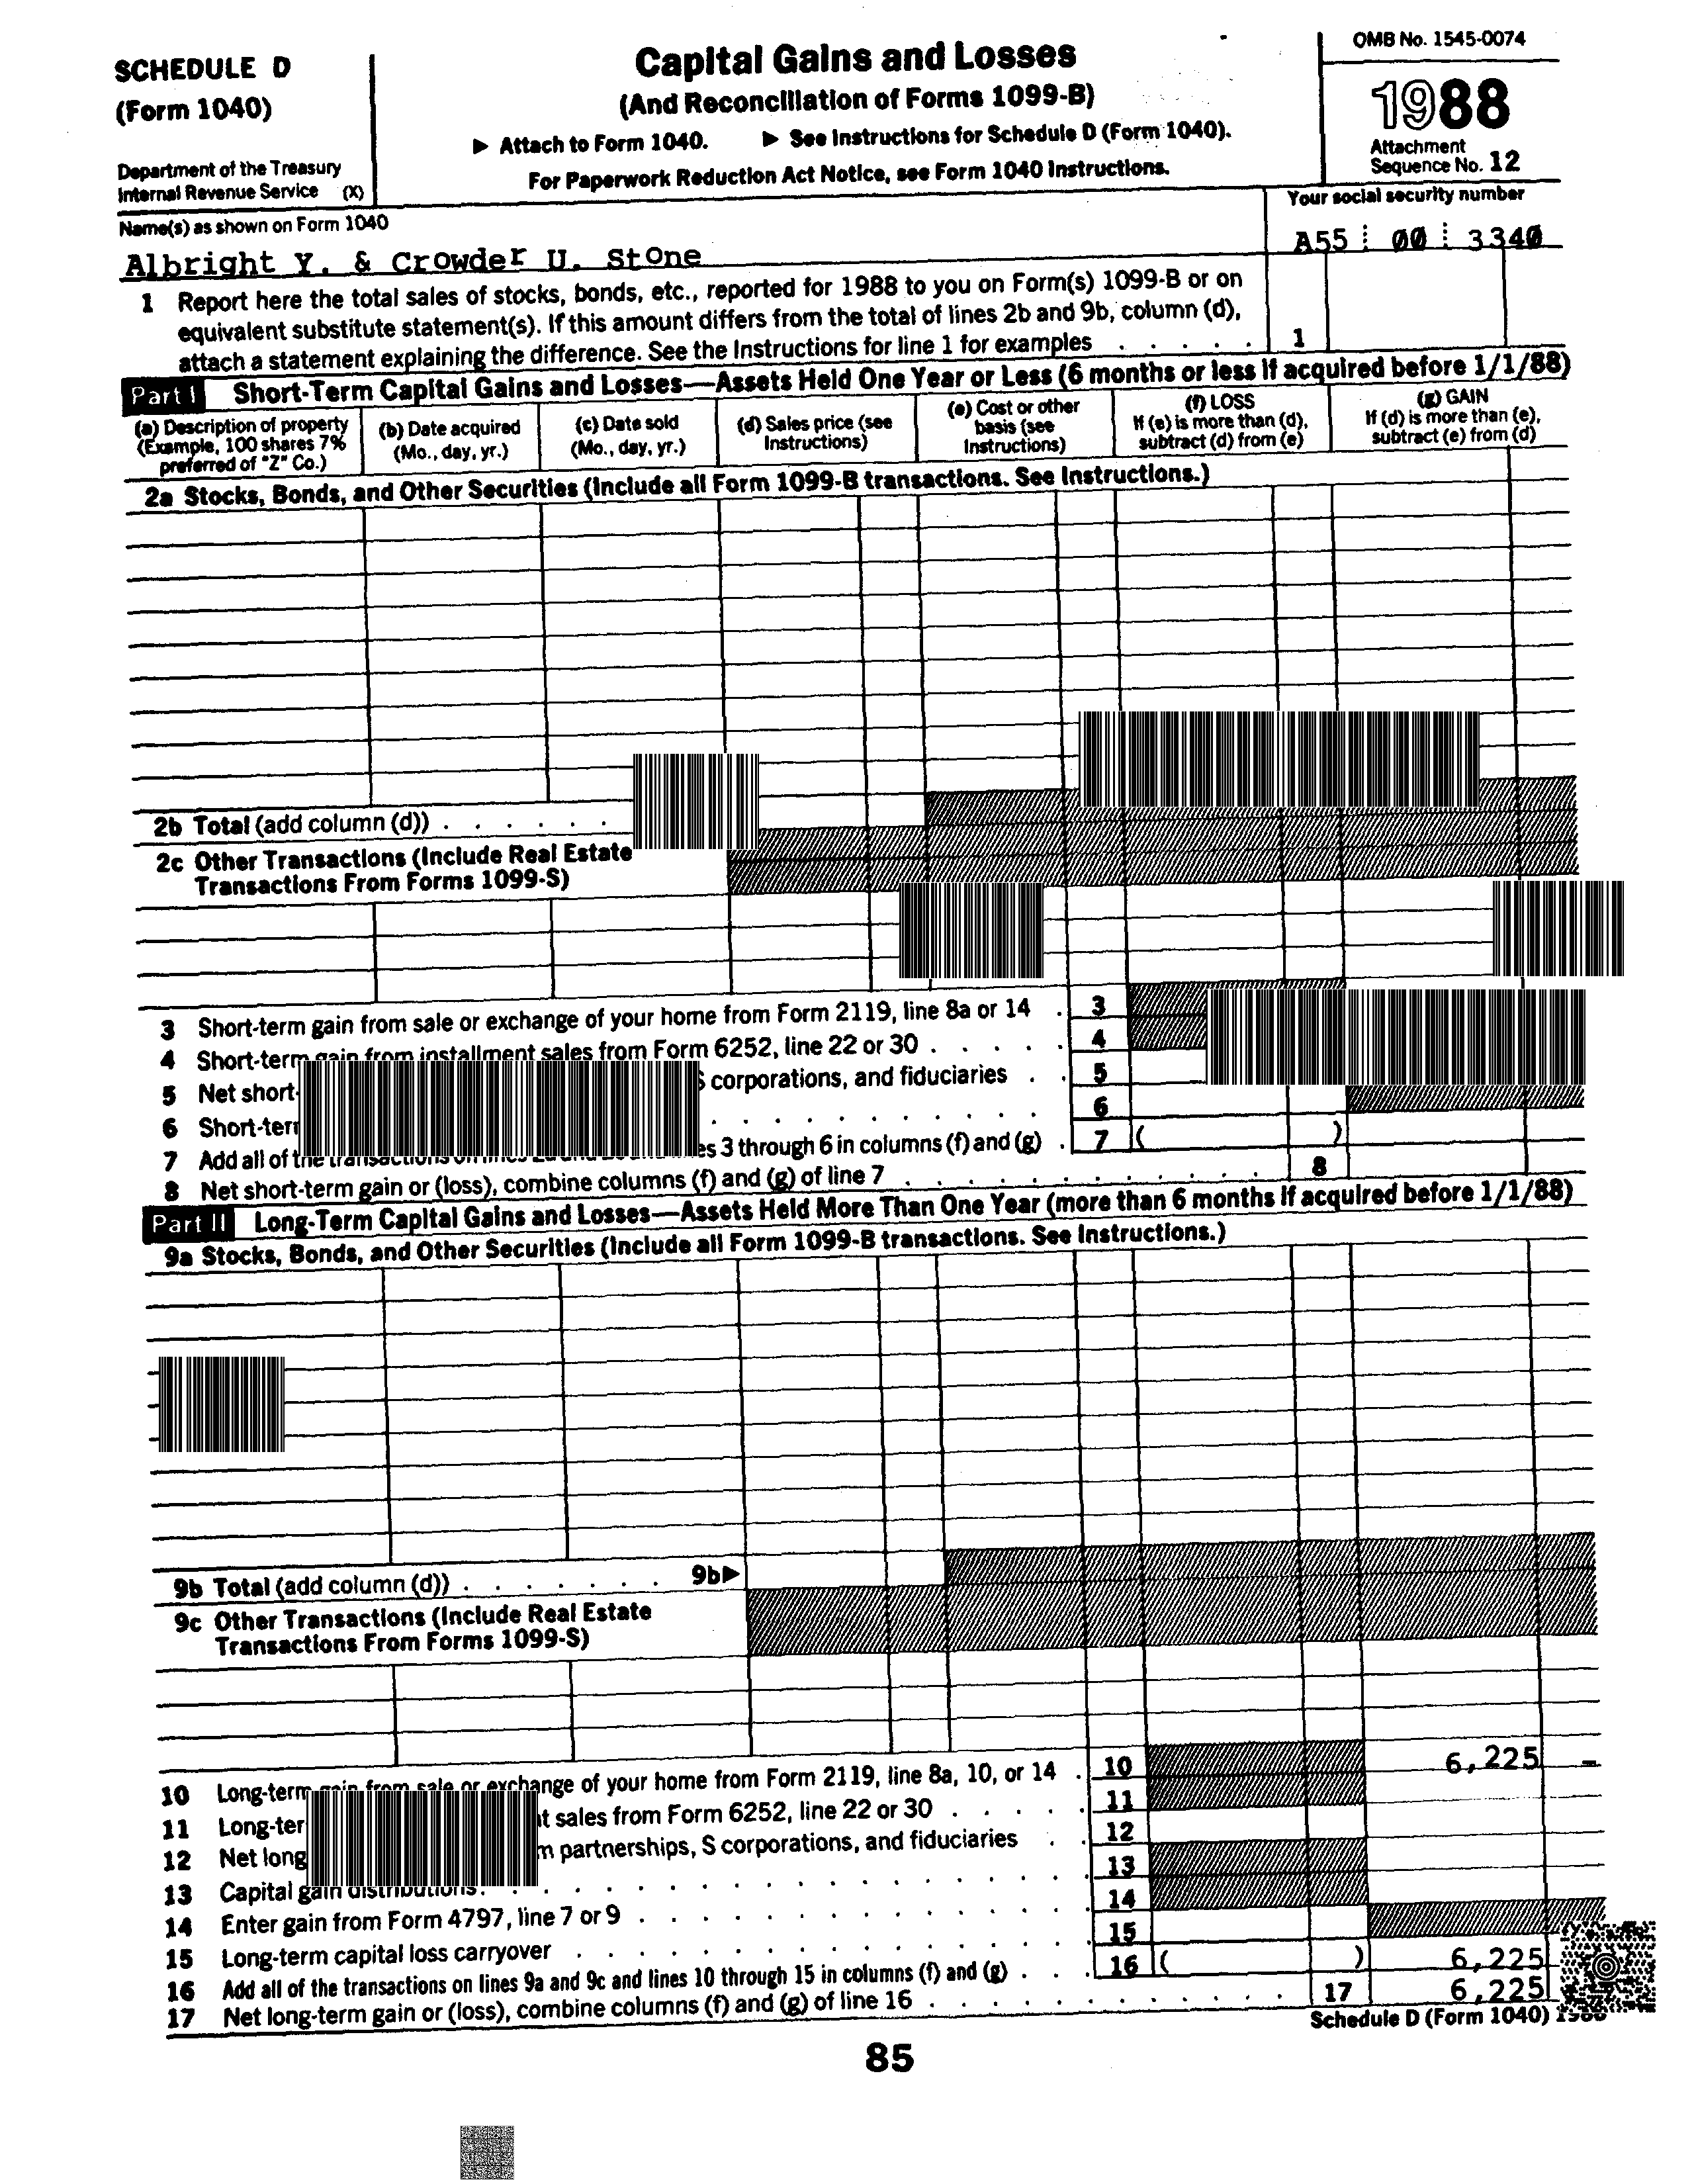 SCHEDULE D
(Form 1040)
Department of the Treasury
Internal Revenue Service (X)
Capital Gains and Losses
(And Reconciliation of Forms 1099-B)
▶ Attach to Form 1040. ▶ See Instructions for Schedule D (Form 1040).
For Paperwork Reduction Act Notice, see Form 1040 Instructions.
OMB No. 1545-0074
1988
Attachment
Sequence No. 12
Name(s) as shown on Form 1040
Your social security number
Albright Y. & Crowder U. Stone
A55 00 3340
1 Report here the total sales of stocks, bonds, etc., reported for 1988 to you on Form(s) 1099-B or on
equivalent substitute statement(s). If this amount differs from the total of lines 2b and 9b, column (d),
attach a statement explaining the difference. See the Instructions for line 1 for examples . . . . . 1
Part I Short-Term Capital Gains and Losses—Assets Held One Year or Less (6 months or less if acquired before 1/1/88)
(a) Description of property
(Example, 100 shares 7%
preferred of "Z" Co.)
(b) Date acquired
(Mo., day, yr.)
(c) Date sold
(Mo., day, yr.)
(d) Sales price (see
Instructions)
(e) Cost or other
basis (see
Instructions)
(f) LOSS
If (e) is more than (d),
subtract (d) from (e)
(g) GAIN
If (d) is more than (e),
subtract (e) from (d)
2a Stocks, Bonds, and Other Securities (Include all Form 1099-B transactions. See Instructions.)
2b Total (add column (d)) . . . . . .
2c Other Transactions (Include Real Estate
Transactions From Forms 1099-S)
3 Short-term gain from sale or exchange of your home from Form 2119, line 8a or 14 . 3
4 Short-term gain from installment sales from Form 6252, line 22 or 30 . . . . . 4
5 Net short- S corporations, and fiduciaries . . 5
6 Short-ter . . . . . . . . . . . 6
7 Add all of the transactions on lines 3 through 6 in columns (f) and (g) . 7 ( )
8 Net short-term gain or (loss), combine columns (f) and (g) of line 7 . . . . . . . . . . . . 8
Part II Long-Term Capital Gains and Losses—Assets Held More Than One Year (more than 6 months if acquired before 1/1/88)
9a Stocks, Bonds, and Other Securities (Include all Form 1099-B transactions. See Instructions.)
9b Total (add column (d)) . . . . . . . 9b▶
9c Other Transactions (Include Real Estate
Transactions From Forms 1099-S)
10 Long-term gain from sale or exchange of your home from Form 2119, line 8a, 10, or 14 . 10 6,225 –
11 Long-ter sales from Form 6252, line 22 or 30 . . . . . 11
12 Net long partnerships, S corporations, and fiduciaries . . 12
13 Capital gain distributions. . . . . . . . . . . . . . . . . 13
14 Enter gain from Form 4797, line 7 or 9 . . . . . . . . . . . . . . 14
15 Long-term capital loss carryover . . . . . . . . . . . . . . . . 15
16 Add all of the transactions on lines 9a and 9c and lines 10 through 15 in columns (f) and (g) . . . 16 ( ) 6,225
17 Net long-term gain or (loss), combine columns (f) and (g) of line 16 . . . . . . . . . . . . 17 6,225
Schedule D (Form 1040) 1988
85